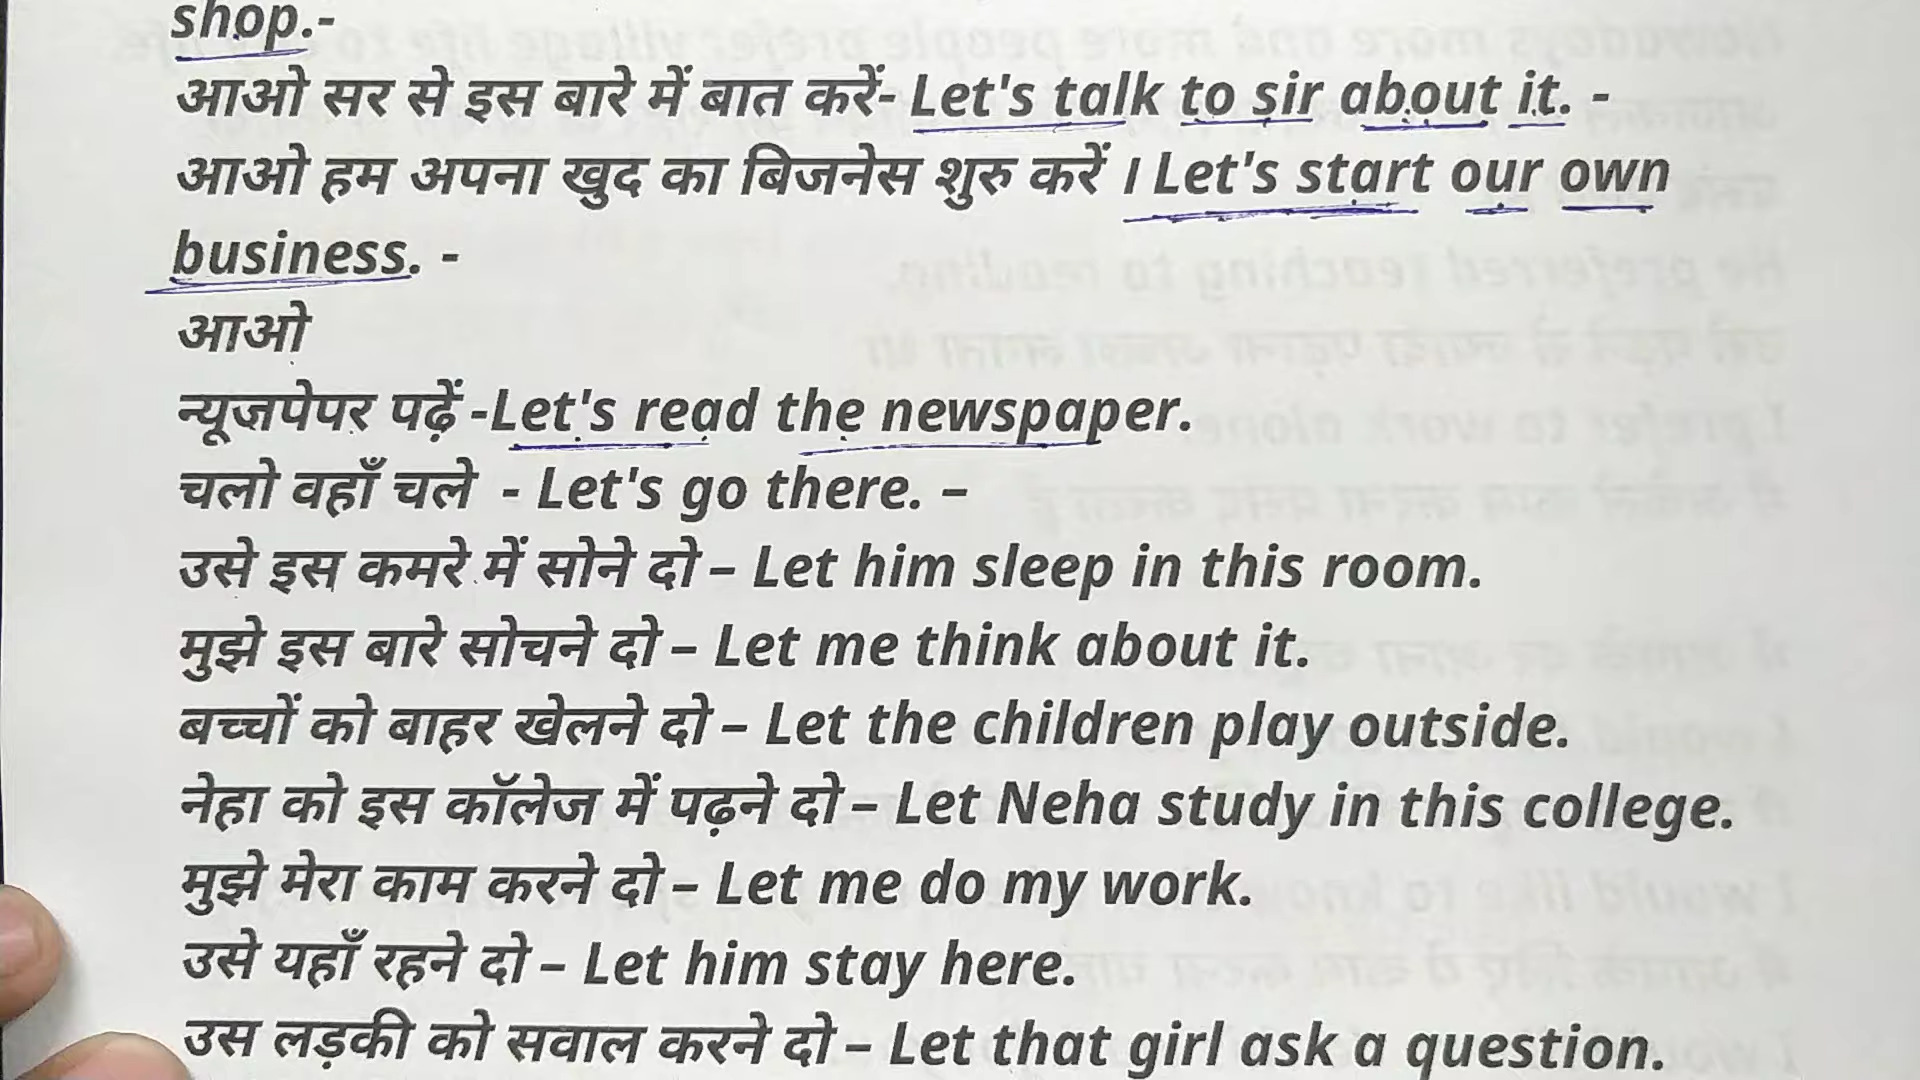 shop.-
आओ सर से इस बारे में बात करें- Let's talk to sir about it. -
आओ हम अपना खुद का बिजनेस शुरु करें । Let's start our own
business. -
आओ
न्यूजपेपर पढ़ें -Let's read the newspaper.
चलो वहाँ चले - Let's go there. –
उसे इस कमरे में सोने दो – Let him sleep in this room.
मुझे इस बारे सोचने दो – Let me think about it.
बच्चों को बाहर खेलने दो – Let the children play outside.
नेहा को इस कॉलेज में पढ़ने दो – Let Neha study in this college.
मुझे मेरा काम करने दो – Let me do my work.
उसे यहाँ रहने दो – Let him stay here.
उस लड़की को सवाल करने दो – Let that girl ask a question.